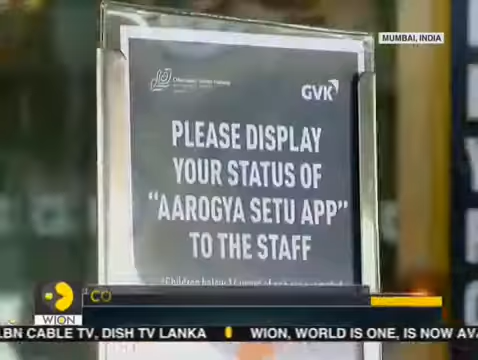 MUMBAI, INDIA
GVK
PLEASE DISPLAY
YOUR STATUS OF
"AAROGYA SETU APP"
TO THE STAFF
" CO
WION
LBN CABLE TV, DISH TV LANKA
WION, WORLD IS ONE, IS NOW AVA